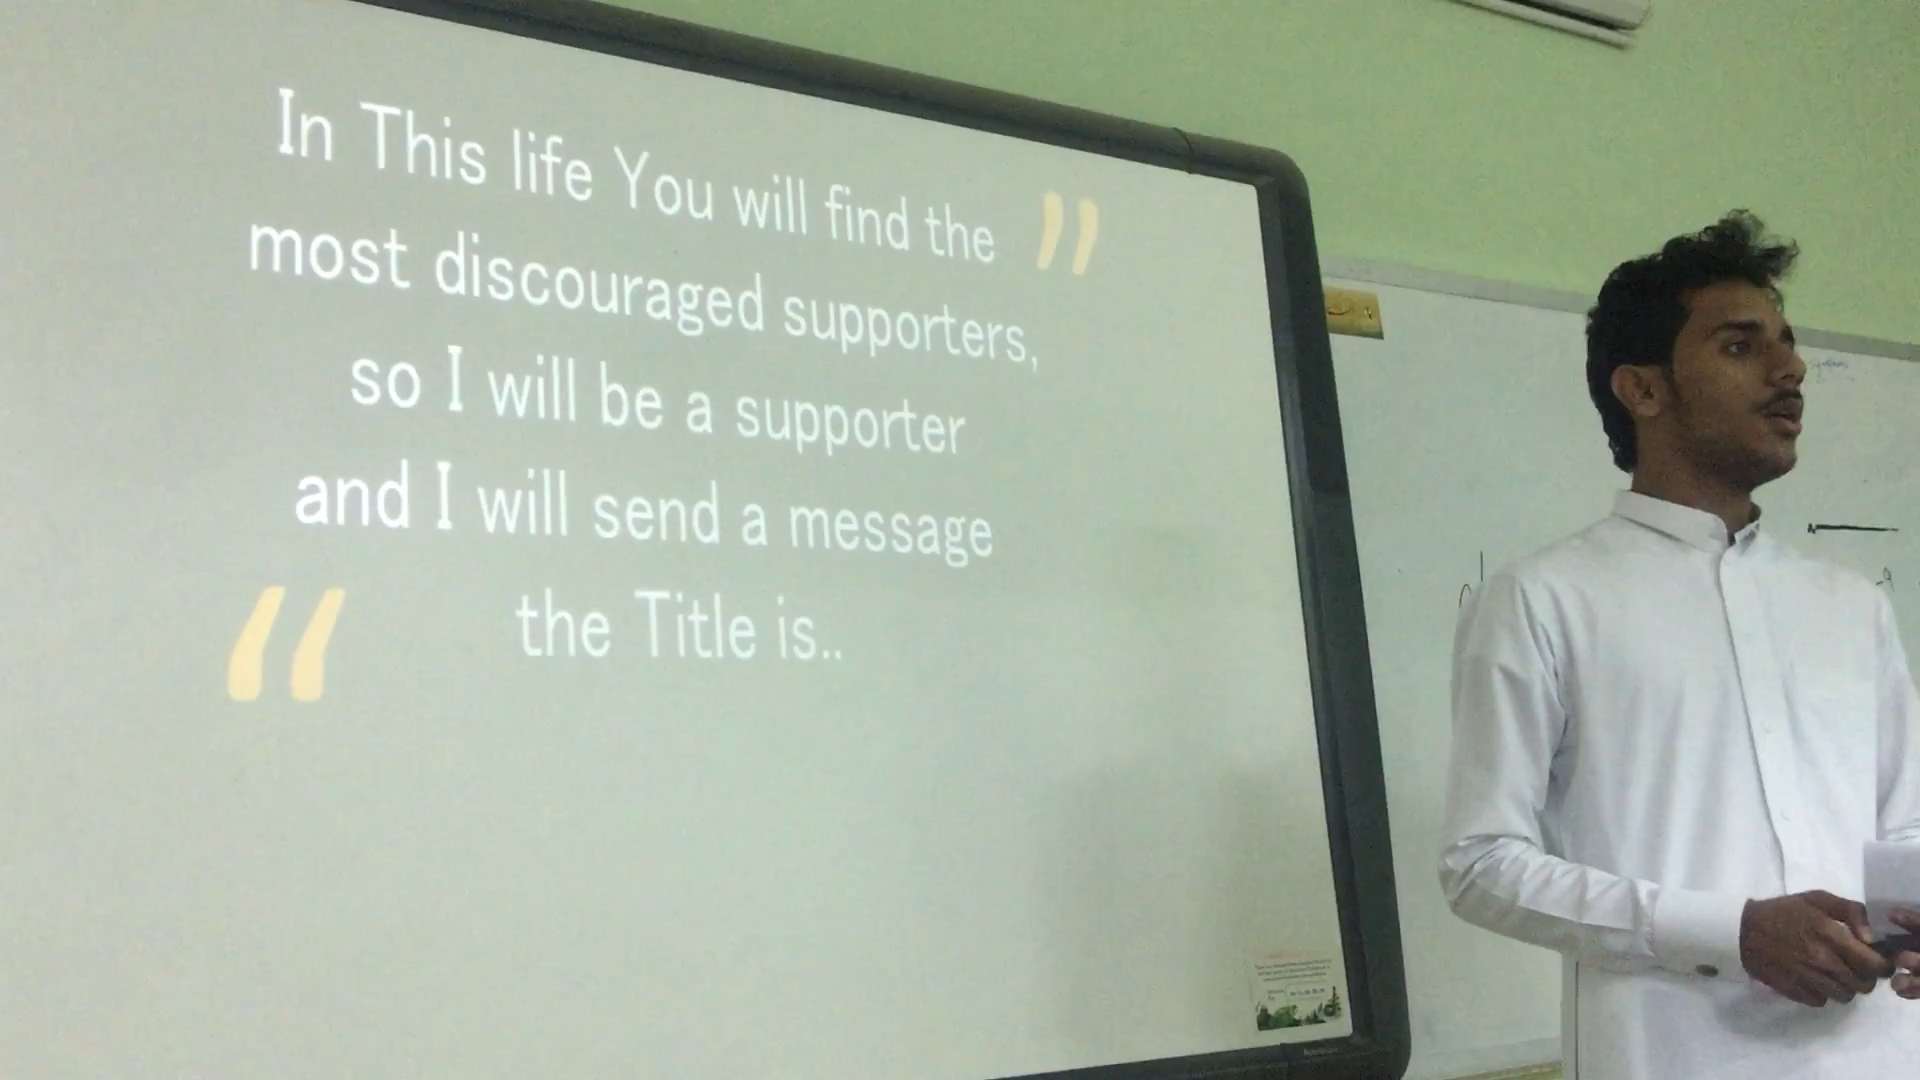 In This life You will find the
most discouraged supporters,
so I will be a supporter
and I will send a message
the Title is..